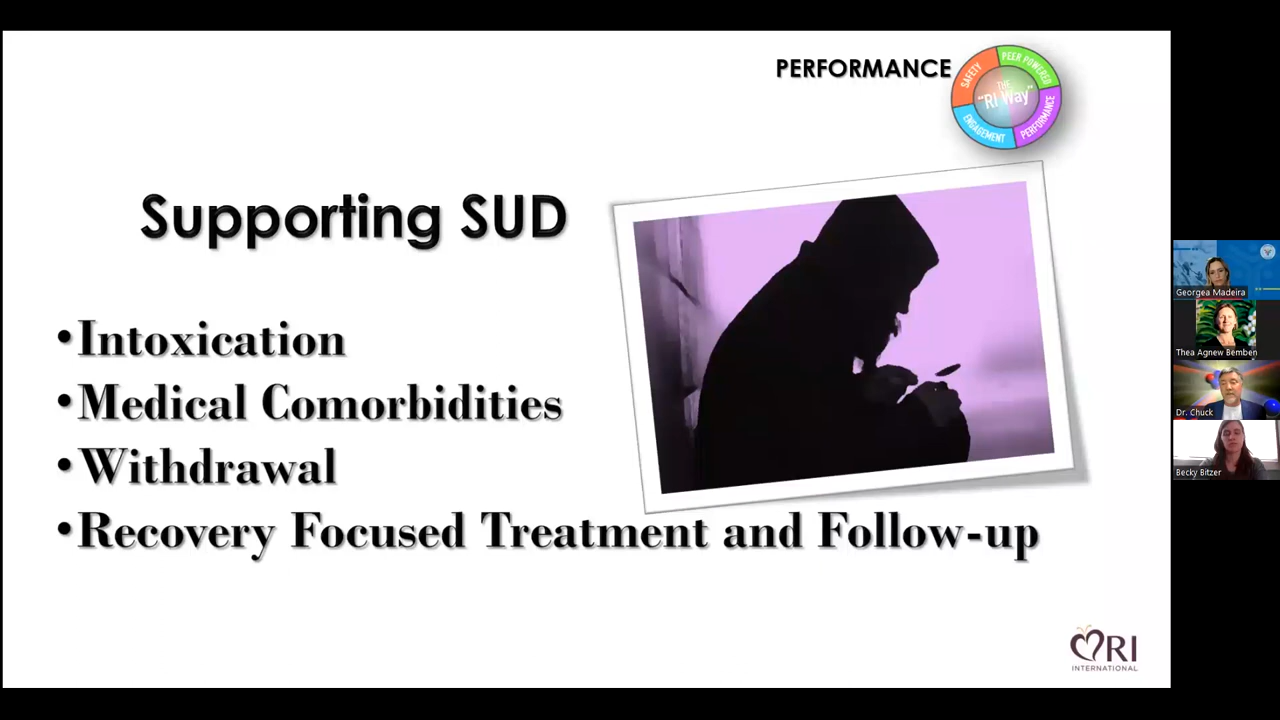 PERFORMANCE
SAFETY
PEER POWERED
THE
"RI Way"
ENGAGEMENT
PERFORMANCE
Supporting SUD
•Intoxication
•Medical Comorbidities
•Withdrawal
•Recovery Focused Treatment and Follow-up
RI
INTERNATIONAL
Georgea Madeira
Thea Agnew Bemben
Dr. Chuck
Becky Bitzer